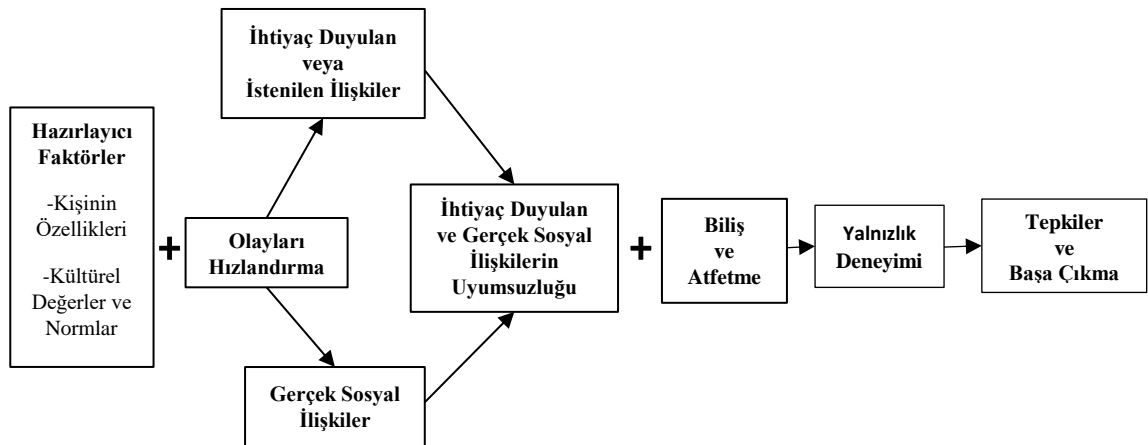 Hazırlayıcı
Faktörler
-Kişinin
Özellikleri
-Kültürel
Değerler ve
Normlar
+
Olayları
Hızlandırma
İhtiyaç Duyulan
veya
İstenilen İlişkiler
Gerçek Sosyal
İlişkiler
İhtiyaç Duyulan
ve Gerçek Sosyal
İlişkilerin
Uyumsuzluğu
+
Biliş
ve
Atfetme
Yalnızlık
Deneyimi
Tepkiler
ve
Başa Çıkma